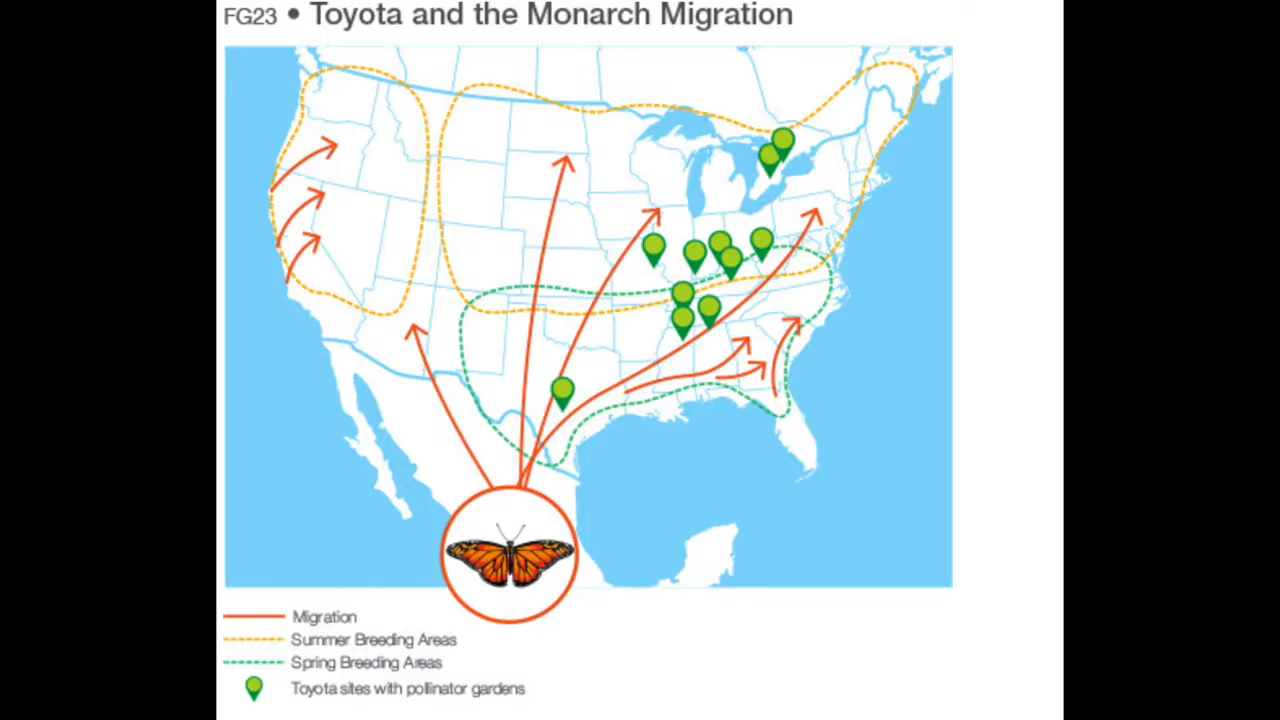 FG23 • Toyota and the Monarch Migration
Migration
Summer Breeding Areas
Spring Breeding Areas
Toyota sites with pollinator gardens